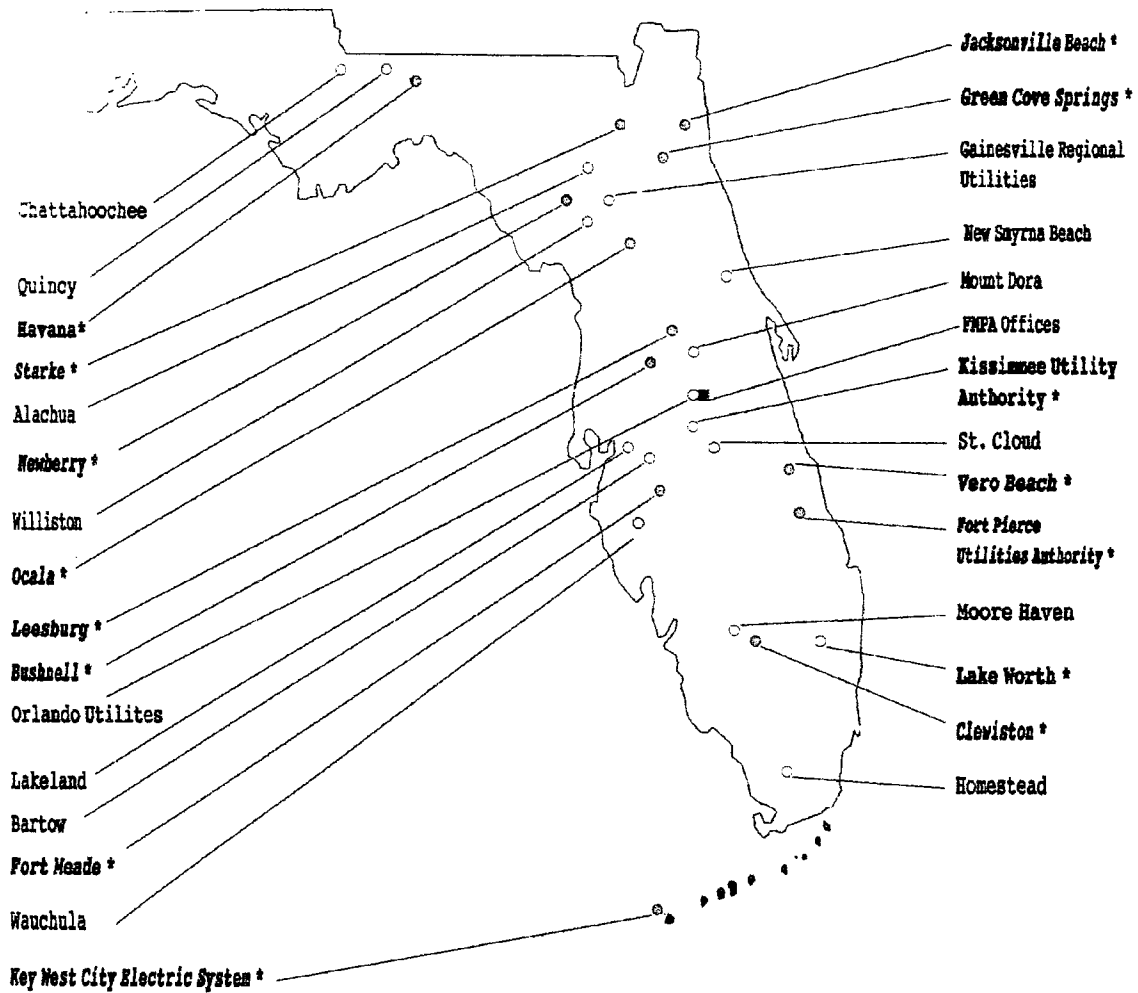 Chattahoochee
Quincy
Havana*
Starke *
Alachua
Newberry *
Williston
Ocala *
Leesburg *
Bushnell *
Orlando Utilites
Lakeland
Bartow
Fort Meade *
Wauchula
Key West City Electric System *
Jacksonville Beach *
Green Cove Springs *
Gainesville Regional
Utilities
New Smyrna Beach
Mount Dora
FMPA Offices
Kissimmee Utility
Authority *
St. Cloud
Vero Beach *
Fort Pierce
Utilities Authority *
Moore Haven
Lake Worth *
Clewiston *
Homestead